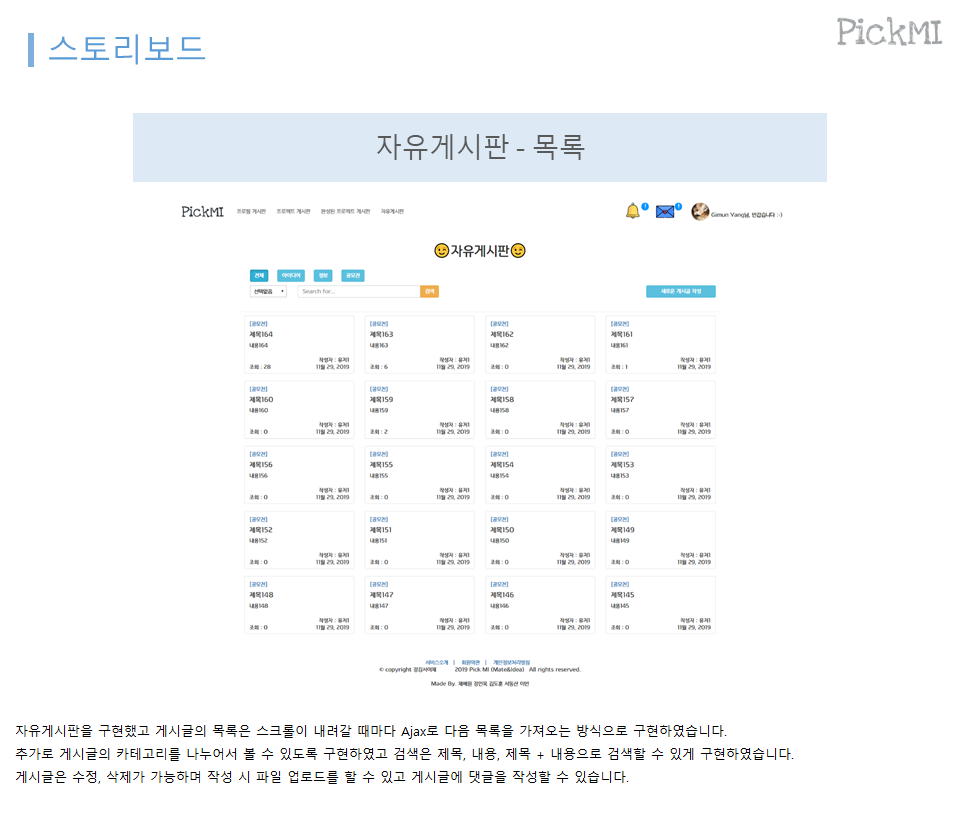 스토리보드
PickMI
자유게시판 - 목록
PickMI 프로필 게시판 프로젝트 게시판 완성된 프로젝트 게시판 자유게시판
Gimun Yang님, 반갑습니다 :-)
자유게시판
전체 아이디어 정보 공모전
선택없음 Search for... 검색 새로운 게시글 작성
[공모전] [공모전] [공모전] [공모전]
제목164 제목163 제목162 제목161
내용164 내용163 내용162 내용161
작성자 : 유저1 작성자 : 유저1 작성자 : 유저1 작성자 : 유저1
조회 : 28 11월 29, 2019 조회 : 6 11월 29, 2019 조회 : 0 11월 29, 2019 조회 : 1 11월 29, 2019
[공모전] [공모전] [공모전] [공모전]
제목160 제목159 제목158 제목157
내용160 내용159 내용158 내용157
작성자 : 유저1 작성자 : 유저1 작성자 : 유저1 작성자 : 유저1
조회 : 0 11월 29, 2019 조회 : 2 11월 29, 2019 조회 : 0 11월 29, 2019 조회 : 0 11월 29, 2019
[공모전] [공모전] [공모전] [공모전]
제목156 제목155 제목154 제목153
내용156 내용155 내용154 내용153
작성자 : 유저1 작성자 : 유저1 작성자 : 유저1 작성자 : 유저1
조회 : 0 11월 29, 2019 조회 : 0 11월 29, 2019 조회 : 0 11월 29, 2019 조회 : 0 11월 29, 2019
[공모전] [공모전] [공모전] [공모전]
제목152 제목151 제목150 제목149
내용152 내용151 내용150 내용149
작성자 : 유저1 작성자 : 유저1 작성자 : 유저1 작성자 : 유저1
조회 : 0 11월 29, 2019 조회 : 0 11월 29, 2019 조회 : 0 11월 29, 2019 조회 : 0 11월 29, 2019
[공모전] [공모전] [공모전] [공모전]
제목148 제목147 제목146 제목145
내용148 내용147 내용146 내용145
작성자 : 유저1 작성자 : 유저1 작성자 : 유저1 작성자 : 유저1
조회 : 0 11월 29, 2019 조회 : 0 11월 29, 2019 조회 : 0 11월 29, 2019 조회 : 0 11월 29, 2019
서비스소개 | 회원약관 | 개인정보처리방침
© copyright 2019 Pick MI (Mate&Idea) All rights reserved.
Made By.
자유게시판을 구현했고 게시글의 목록은 스크롤이 내려갈 때마다 Ajax로 다음 목록을 가져오는 방식으로 구현하였습니다.
추가로 게시글의 카테고리를 나누어서 볼 수 있도록 구현하였고 검색은 제목, 내용, 제목 + 내용으로 검색할 수 있게 구현하였습니다.
게시글은 수정, 삭제가 가능하며 작성 시 파일 업로드를 할 수 있고 게시글에 댓글을 작성할 수 있습니다.